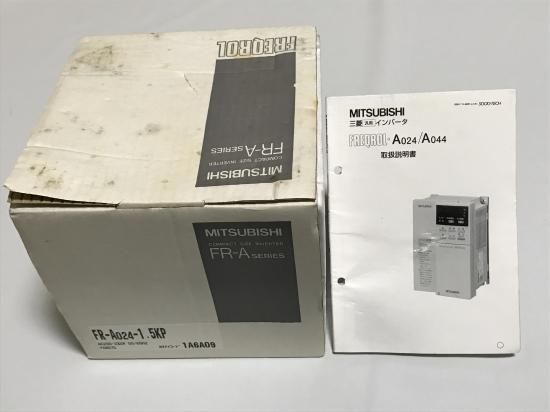 FREQROL
FR-A SERIES
COMPACT SIZE INVERTER
MITSUBISHI
MITSUBISHI
COMPACT SIZE INVERTER
FR-A SERIES
FR-A024-1.5KP
1A6A09
MITSUBISHI
三菱汎用インバータ
FREQROL-A024/A044
取扱説明書